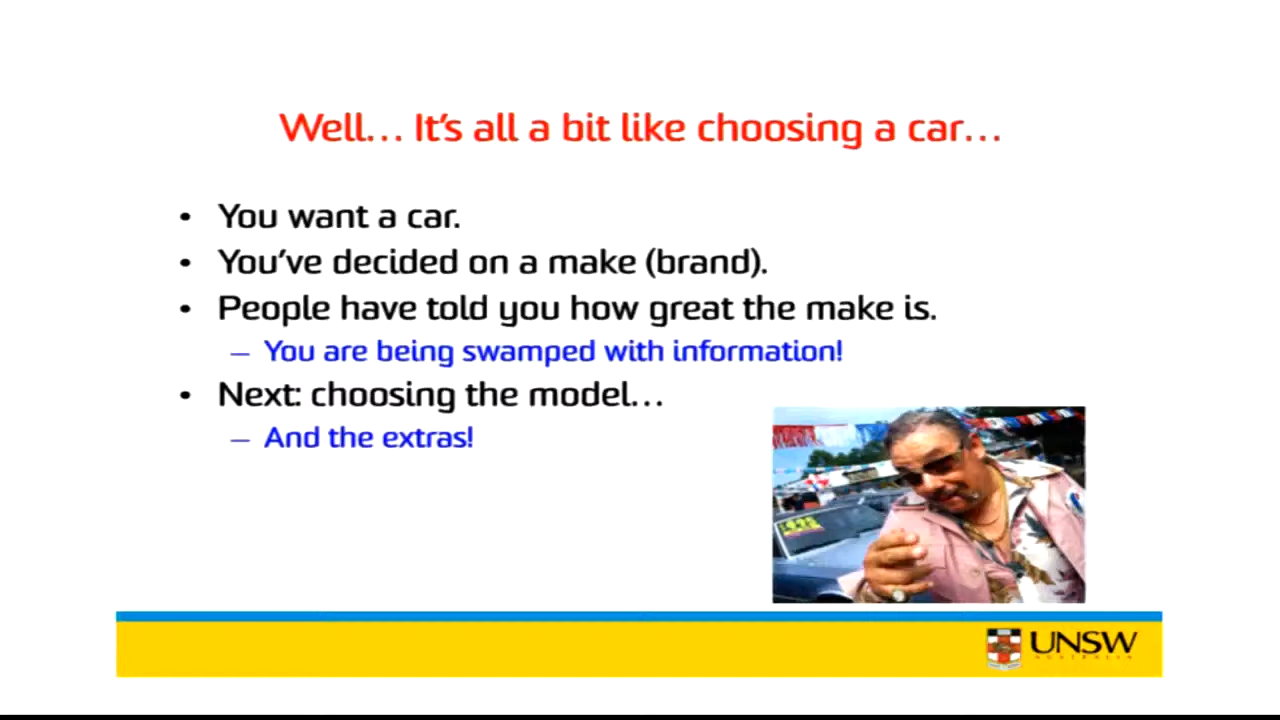 Well... It's all a bit like choosing a car...
• You want a car.
• You've decided on a make (brand).
• People have told you how great the make is.
– You are being swamped with information!
• Next: choosing the model...
– And the extras!
UNSW
AUSTRALIA